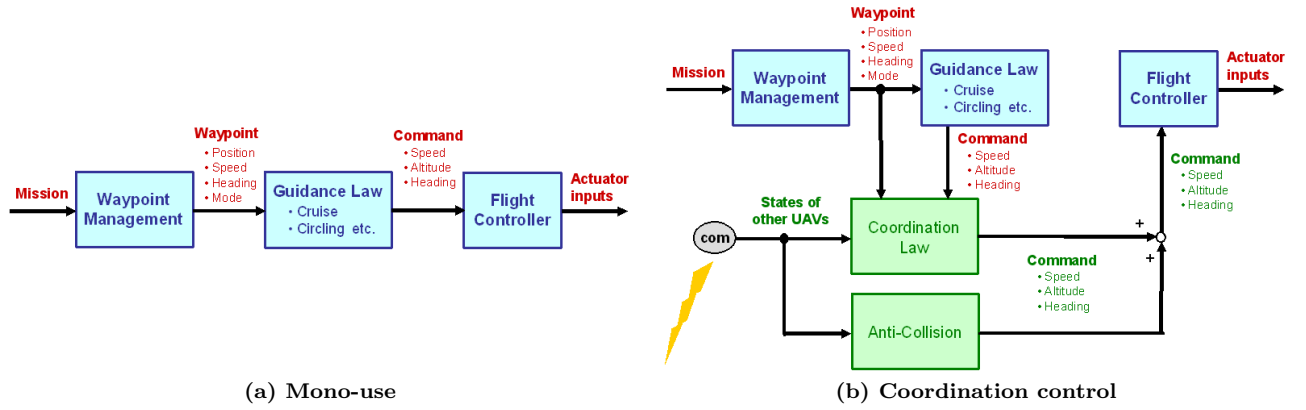 Mission
Waypoint
Management
Waypoint
• Position
• Speed
• Heading
• Mode
Guidance Law
• Cruise
• Circling etc.
Command
• Speed
• Altitude
• Heading
Flight
Controller
Actuator
inputs
(a) Mono-use
Mission
Waypoint
Management
Waypoint
• Position
• Speed
• Heading
• Mode
Guidance Law
• Cruise
• Circling etc.
Command
• Speed
• Altitude
• Heading
Flight
Controller
Actuator
inputs
Command
• Speed
• Altitude
• Heading
com
States of
other UAVs
Coordination
Law
+
+
Command
• Speed
• Altitude
• Heading
Anti-Collision
(b) Coordination control